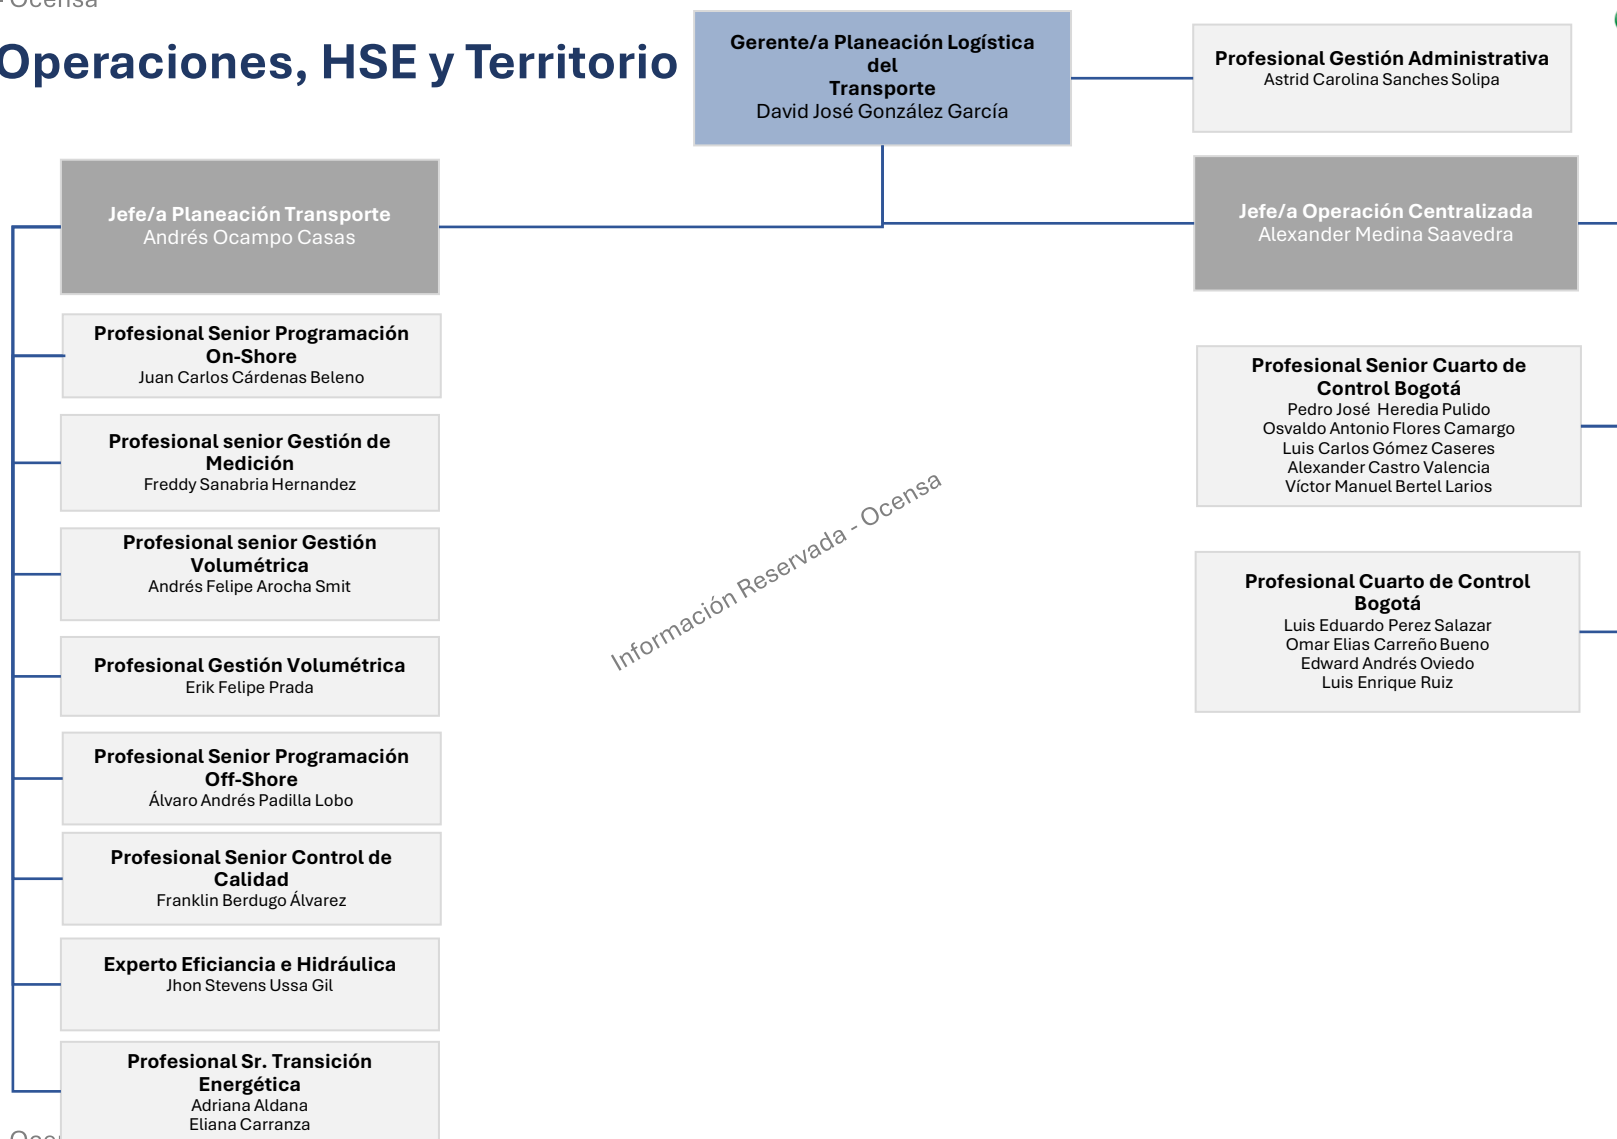 - Ocensa
Operaciones, HSE y Territorio
Gerente/a Planeación Logística
del
Transporte
David José González García
Profesional Gestión Administrativa
Astrid Carolina Sanches Solipa
Jefe/a Planeación Transporte
Andrés Ocampo Casas
Jefe/a Operación Centralizada
Alexander Medina Saavedra
Profesional Senior Programación
On-Shore
Juan Carlos Cárdenas Beleno
Profesional senior Gestión de
Medición
Freddy Sanabria Hernandez
Profesional senior Gestión
Volumétrica
Andrés Felipe Arocha Smit
Profesional Gestión Volumétrica
Erik Felipe Prada
Profesional Senior Programación
Off-Shore
Álvaro Andrés Padilla Lobo
Profesional Senior Control de
Calidad
Franklin Berdugo Álvarez
Experto Eficiancia e Hidráulica
Jhon Stevens Ussa Gil
Profesional Sr. Transición
Energética
Adriana Aldana
Eliana Carranza
Información Reservada - Ocensa
Profesional Senior Cuarto de
Control Bogotá
Pedro José Heredia Pulido
Osvaldo Antonio Flores Camargo
Luis Carlos Gómez Caseres
Alexander Castro Valencia
Víctor Manuel Bertel Larios
Profesional Cuarto de Control
Bogotá
Luis Eduardo Perez Salazar
Omar Elias Carreño Bueno
Edward Andrés Oviedo
Luis Enrique Ruiz